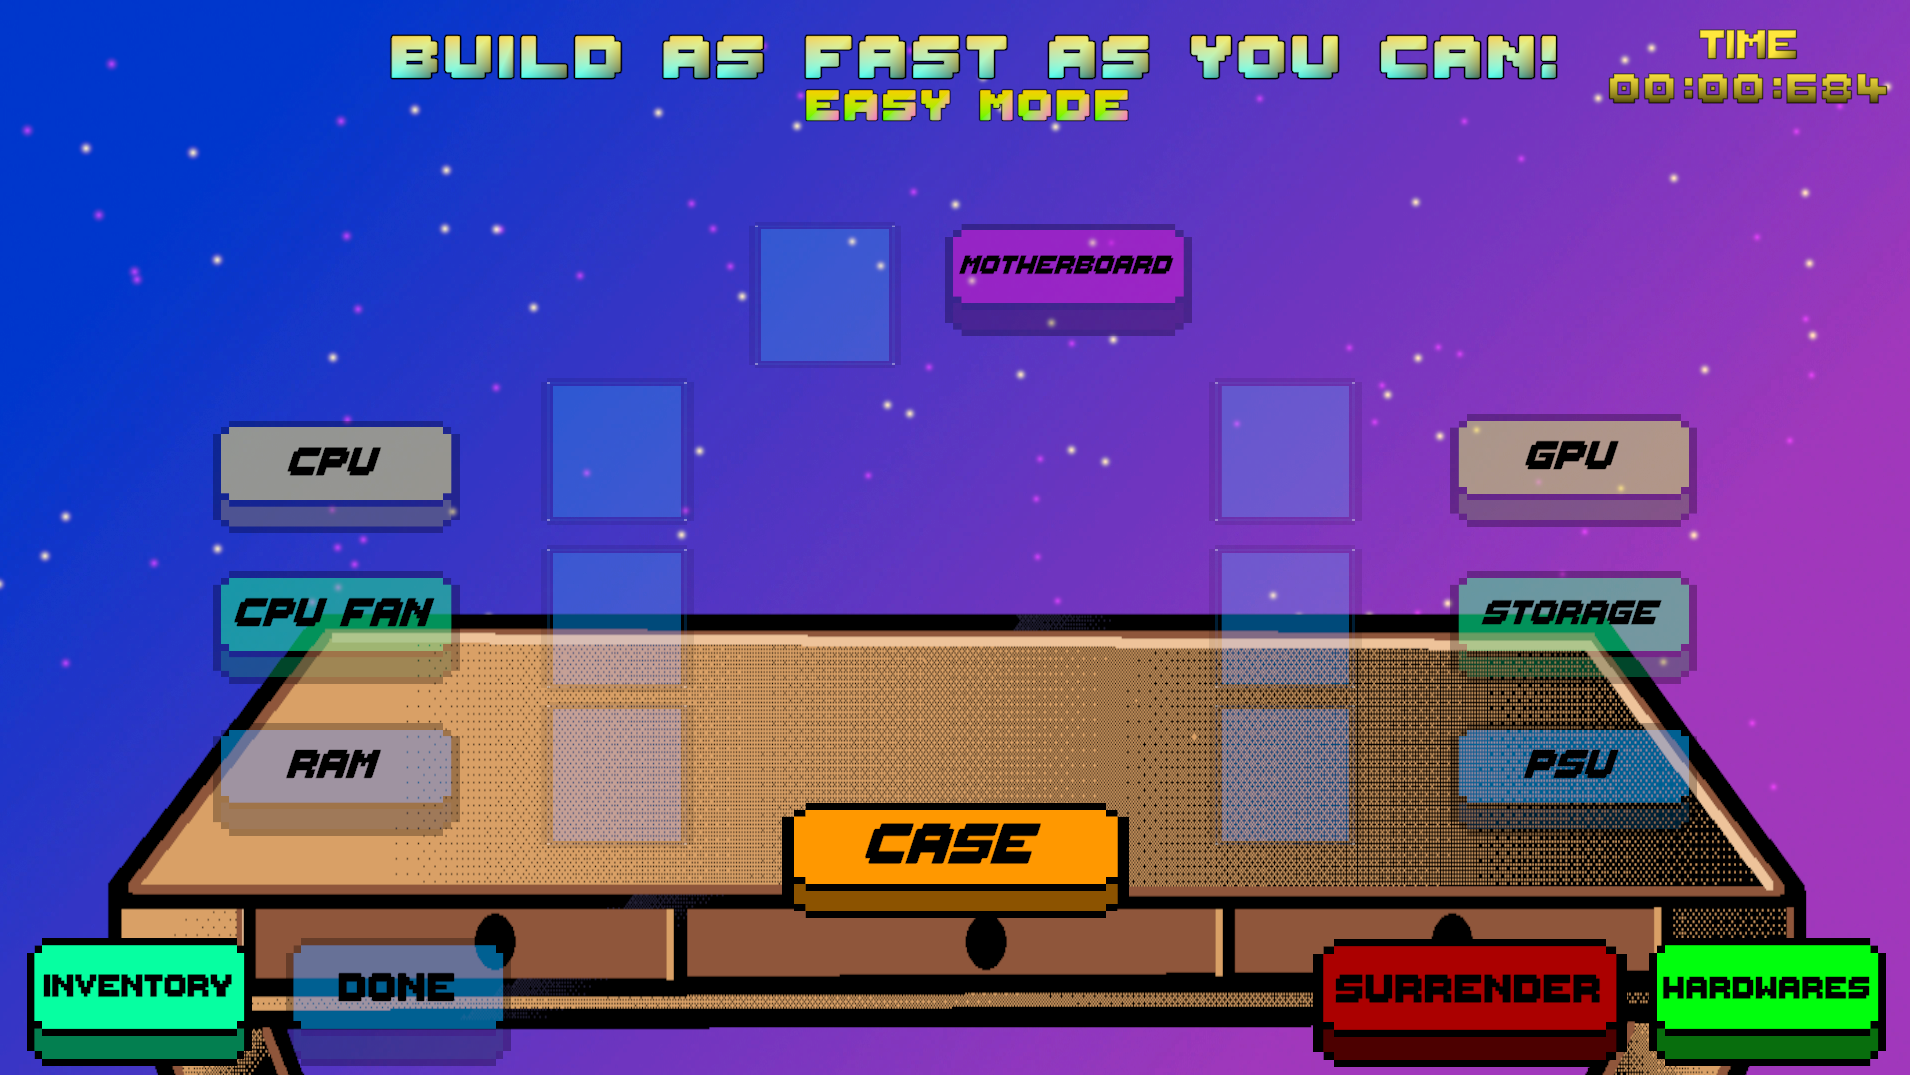 BUILD AS FAST AS YOU CAN!
EASY MODE
TIME
00:00:684
MOTHERBOARD
CPU
GPU
CPU FAN
STORAGE
RAM
PSU
CASE
INVENTORY
DONE
SURRENDER
HARDWARES